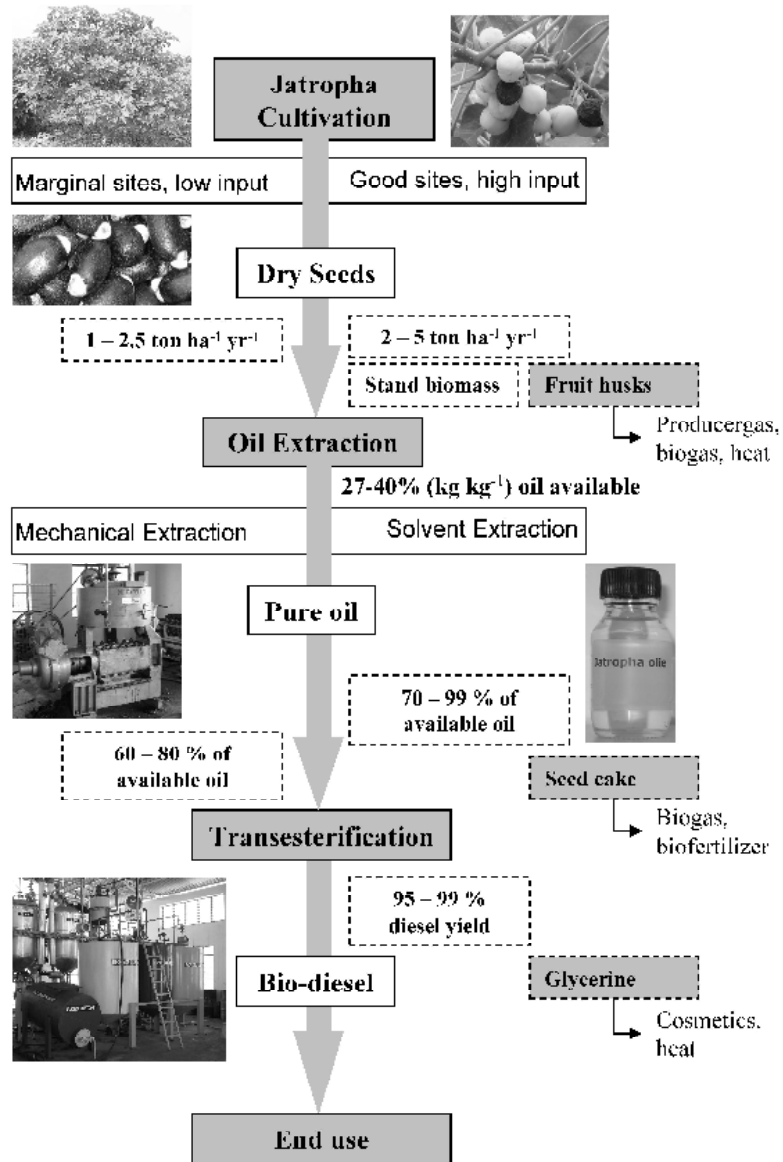 Jatropha
Cultivation
Marginal sites, low input
Good sites, high input
Dry Seeds
1 – 2,5 ton ha⁻¹ yr⁻¹
2 – 5 ton ha⁻¹ yr⁻¹
Stand biomass
Fruit husks
Producergas,
biogas, heat
Oil Extraction
27-40% (kg kg⁻¹) oil available
Mechanical Extraction
Solvent Extraction
Pure oil
Jatropha olie
70 – 99 % of
available oil
60 – 80 % of
available oil
Seed cake
Biogas,
biofertilizer
Transesterification
95 – 99 %
diesel yield
Bio-diesel
Glycerine
Cosmetics,
heat
End use